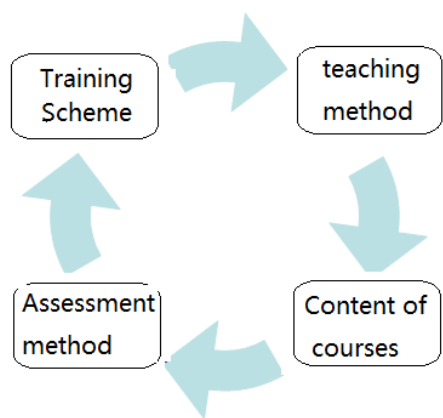 Training
Scheme
teaching
method
Content of
courses
Assessment
method